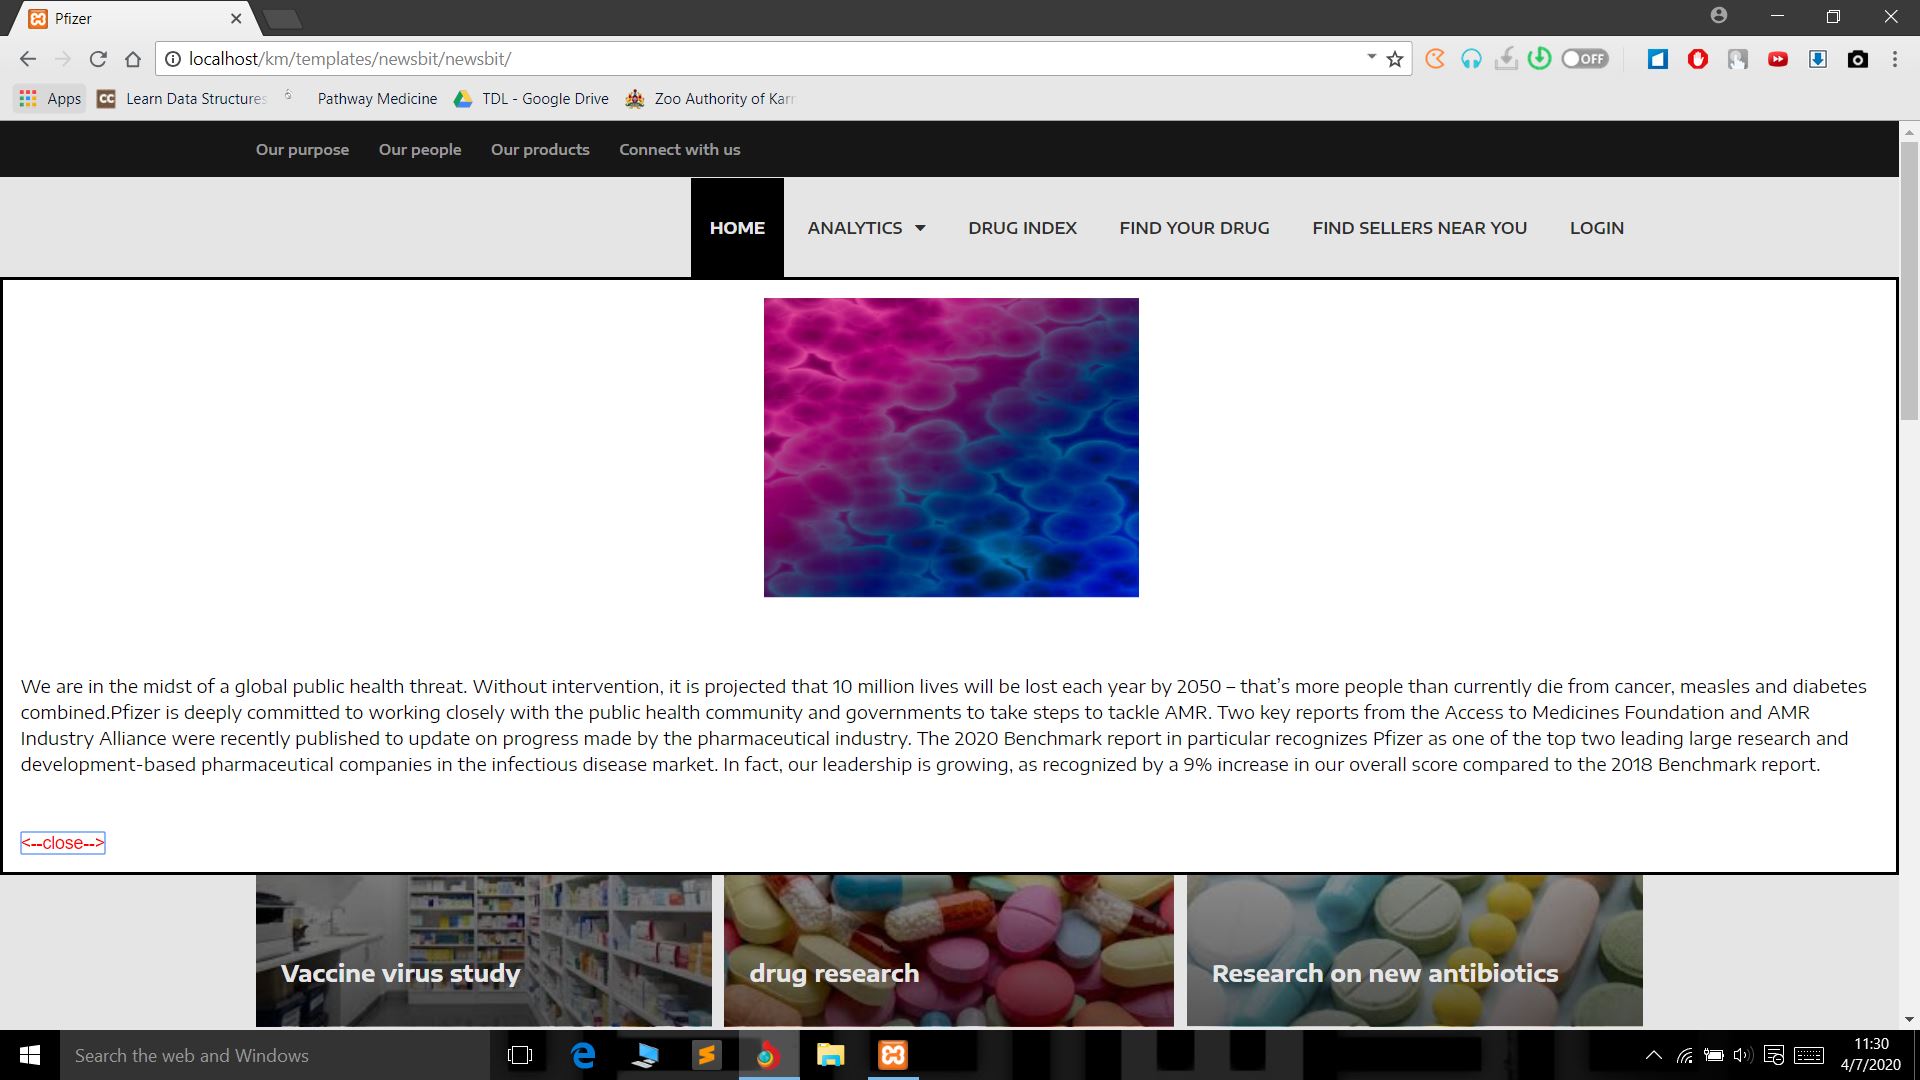 Pfizer
localhost/km/templates/newsbit/newsbit/
OFF
Apps
CC
Learn Data Structures
Pathway Medicine
TDL - Google Drive
Zoo Authority of Karn
Our purpose
Our people
Our products
Connect with us
HOME
ANALYTICS
DRUG INDEX
FIND YOUR DRUG
FIND SELLERS NEAR YOU
LOGIN
We are in the midst of a global public health threat. Without intervention, it is projected that 10 million lives will be lost each year by 2050 – that’s more people than currently die from cancer, measles and diabetes
combined.Pfizer is deeply committed to working closely with the public health community and governments to take steps to tackle AMR. Two key reports from the Access to Medicines Foundation and AMR
Industry Alliance were recently published to update on progress made by the pharmaceutical industry. The 2020 Benchmark report in particular recognizes Pfizer as one of the top two leading large research and
development-based pharmaceutical companies in the infectious disease market. In fact, our leadership is growing, as recognized by a 9% increase in our overall score compared to the 2018 Benchmark report.
<--close-->
Vaccine virus study
drug research
Research on new antibiotics
Search the web and Windows
11:30
4/7/2020